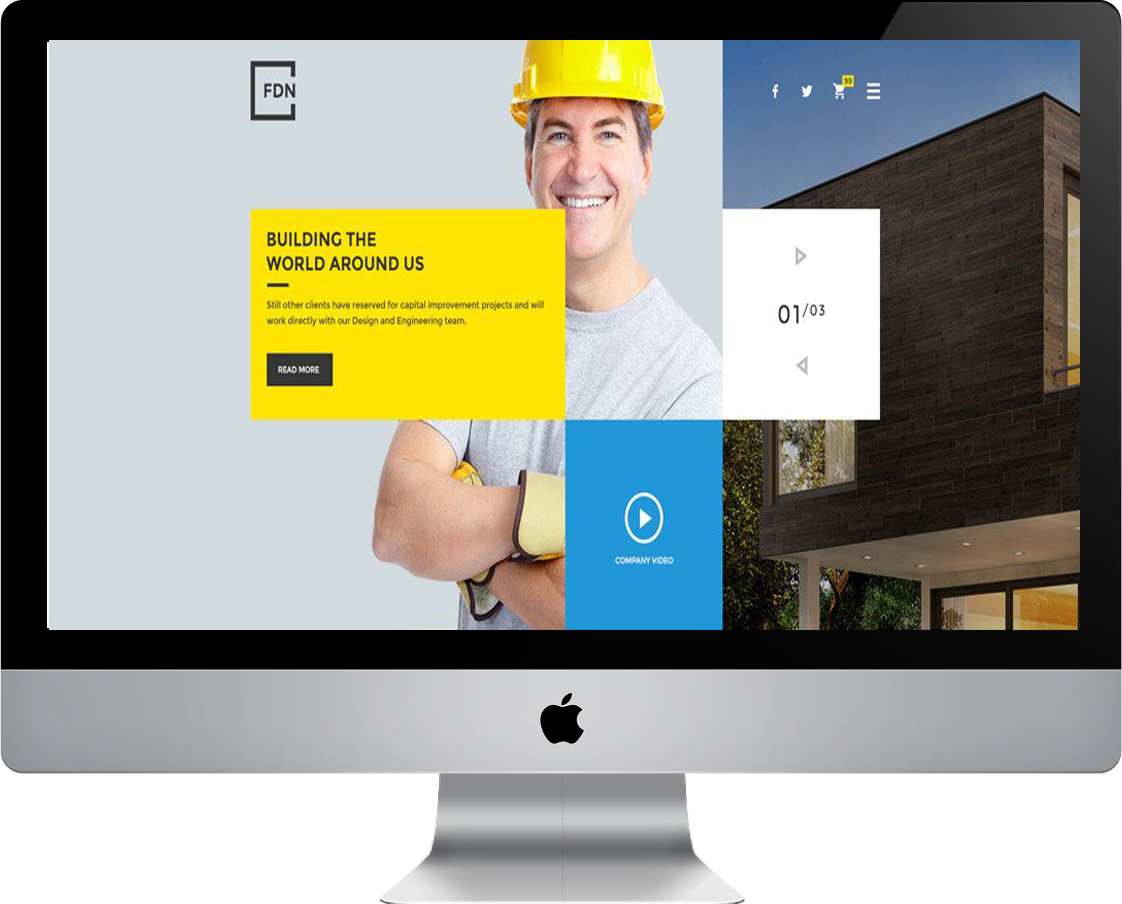 FDN
99
BUILDING THE
WORLD AROUND US
Still other clients have reserved for capital improvement projects and will
work directly with our Design and Engineering team.
READ MORE
01/03
COMPANY VIDEO